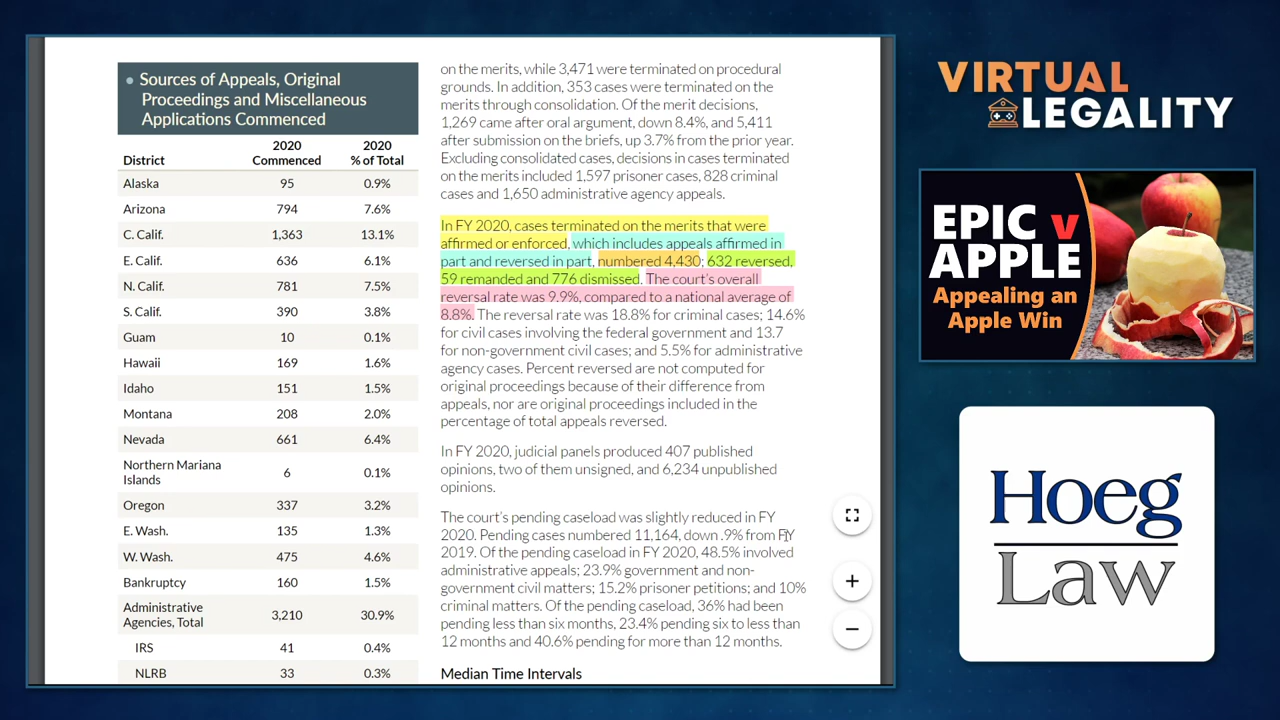 • Sources of Appeals, Original
Proceedings and Miscellaneous
Applications Commenced
District 2020 Commenced 2020 % of Total
Alaska 95 0.9%
Arizona 794 7.6%
C. Calif. 1,363 13.1%
E. Calif. 636 6.1%
N. Calif. 781 7.5%
S. Calif. 390 3.8%
Guam 10 0.1%
Hawaii 169 1.6%
Idaho 151 1.5%
Montana 208 2.0%
Nevada 661 6.4%
Northern Mariana Islands 6 0.1%
Oregon 337 3.2%
E. Wash. 135 1.3%
W. Wash. 475 4.6%
Bankruptcy 160 1.5%
Administrative Agencies, Total 3,210 30.9%
IRS 41 0.4%
NLRB 33 0.3%
on the merits, while 3,471 were terminated on procedural
grounds. In addition, 353 cases were terminated on the
merits through consolidation. Of the merit decisions,
1,269 came after oral argument, down 8.4%, and 5,411
after submission on the briefs, up 3.7% from the prior year.
Excluding consolidated cases, decisions in cases terminated
on the merits included 1,597 prisoner cases, 828 criminal
cases and 1,650 administrative agency appeals.
In FY 2020, cases terminated on the merits that were
affirmed or enforced, which includes appeals affirmed in
part and reversed in part, numbered 4,430; 632 reversed,
59 remanded and 776 dismissed. The court's overall
reversal rate was 9.9%, compared to a national average of
8.8%. The reversal rate was 18.8% for criminal cases; 14.6%
for civil cases involving the federal government and 13.7
for non-government civil cases; and 5.5% for administrative
agency cases. Percent reversed are not computed for
original proceedings because of their difference from
appeals, nor are original proceedings included in the
percentage of total appeals reversed.
In FY 2020, judicial panels produced 407 published
opinions, two of them unsigned, and 6,234 unpublished
opinions.
The court's pending caseload was slightly reduced in FY
2020. Pending cases numbered 11,164, down .9% from FY
2019. Of the pending caseload in FY 2020, 48.5% involved
administrative appeals; 23.9% government and non-
government civil matters; 15.2% prisoner petitions; and 10%
criminal matters. Of the pending caseload, 36% had been
pending less than six months, 23.4% pending six to less than
12 months and 40.6% pending for more than 12 months.
Median Time Intervals
VIRTUAL
LEGALITY
EPIC v
APPLE
Appealing an
Apple Win
Hoeg
Law